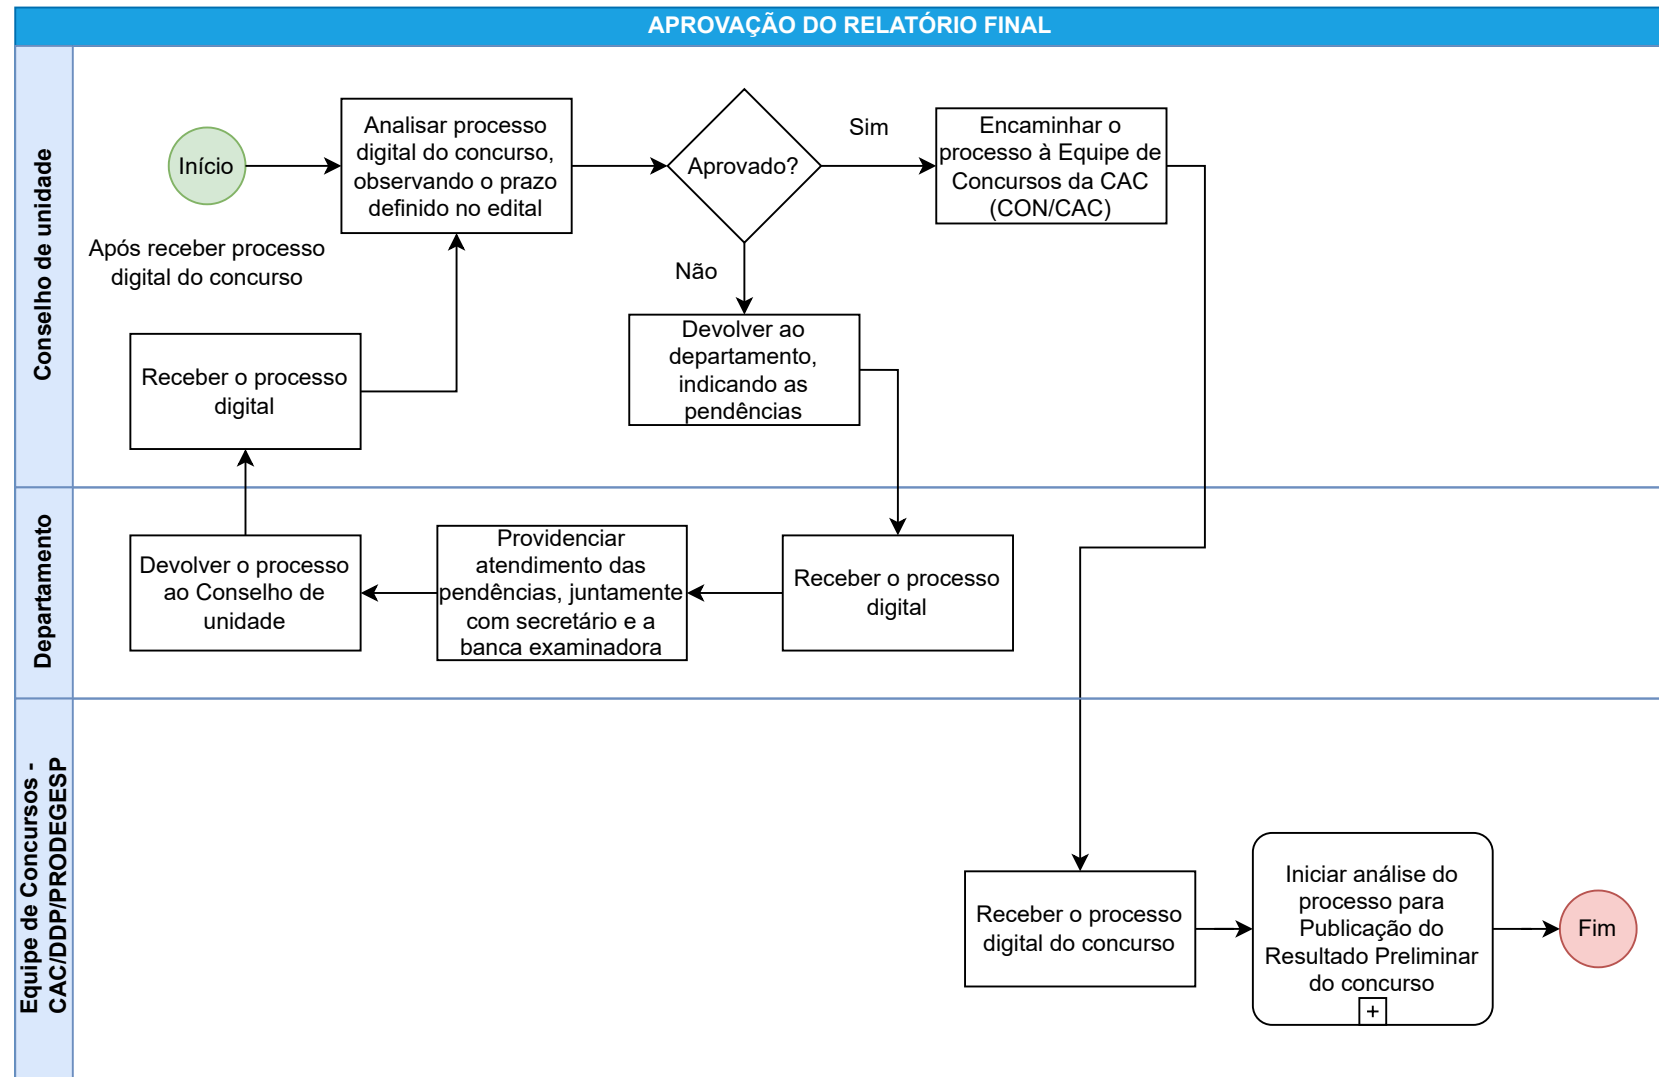 APROVAÇÃO DO RELATÓRIO FINAL
Conselho de unidade
Início
Após receber processo
digital do concurso
Analisar processo
digital do concurso,
observando o prazo
definido no edital
Aprovado?
Sim
Encaminhar o
processo à Equipe de
Concursos da CAC
(CON/CAC)
Não
Devolver ao
departamento,
indicando as
pendências
Receber o processo
digital
Departamento
Devolver o processo
ao Conselho de
unidade
Providenciar
atendimento das
pendências, juntamente
com secretário e a
banca examinadora
Receber o processo
digital
Equipe de Concursos -
CAC/DDP/PRODEGESP
Receber o processo
digital do concurso
Iniciar análise do
processo para
Publicação do
Resultado Preliminar
do concurso
+
Fim